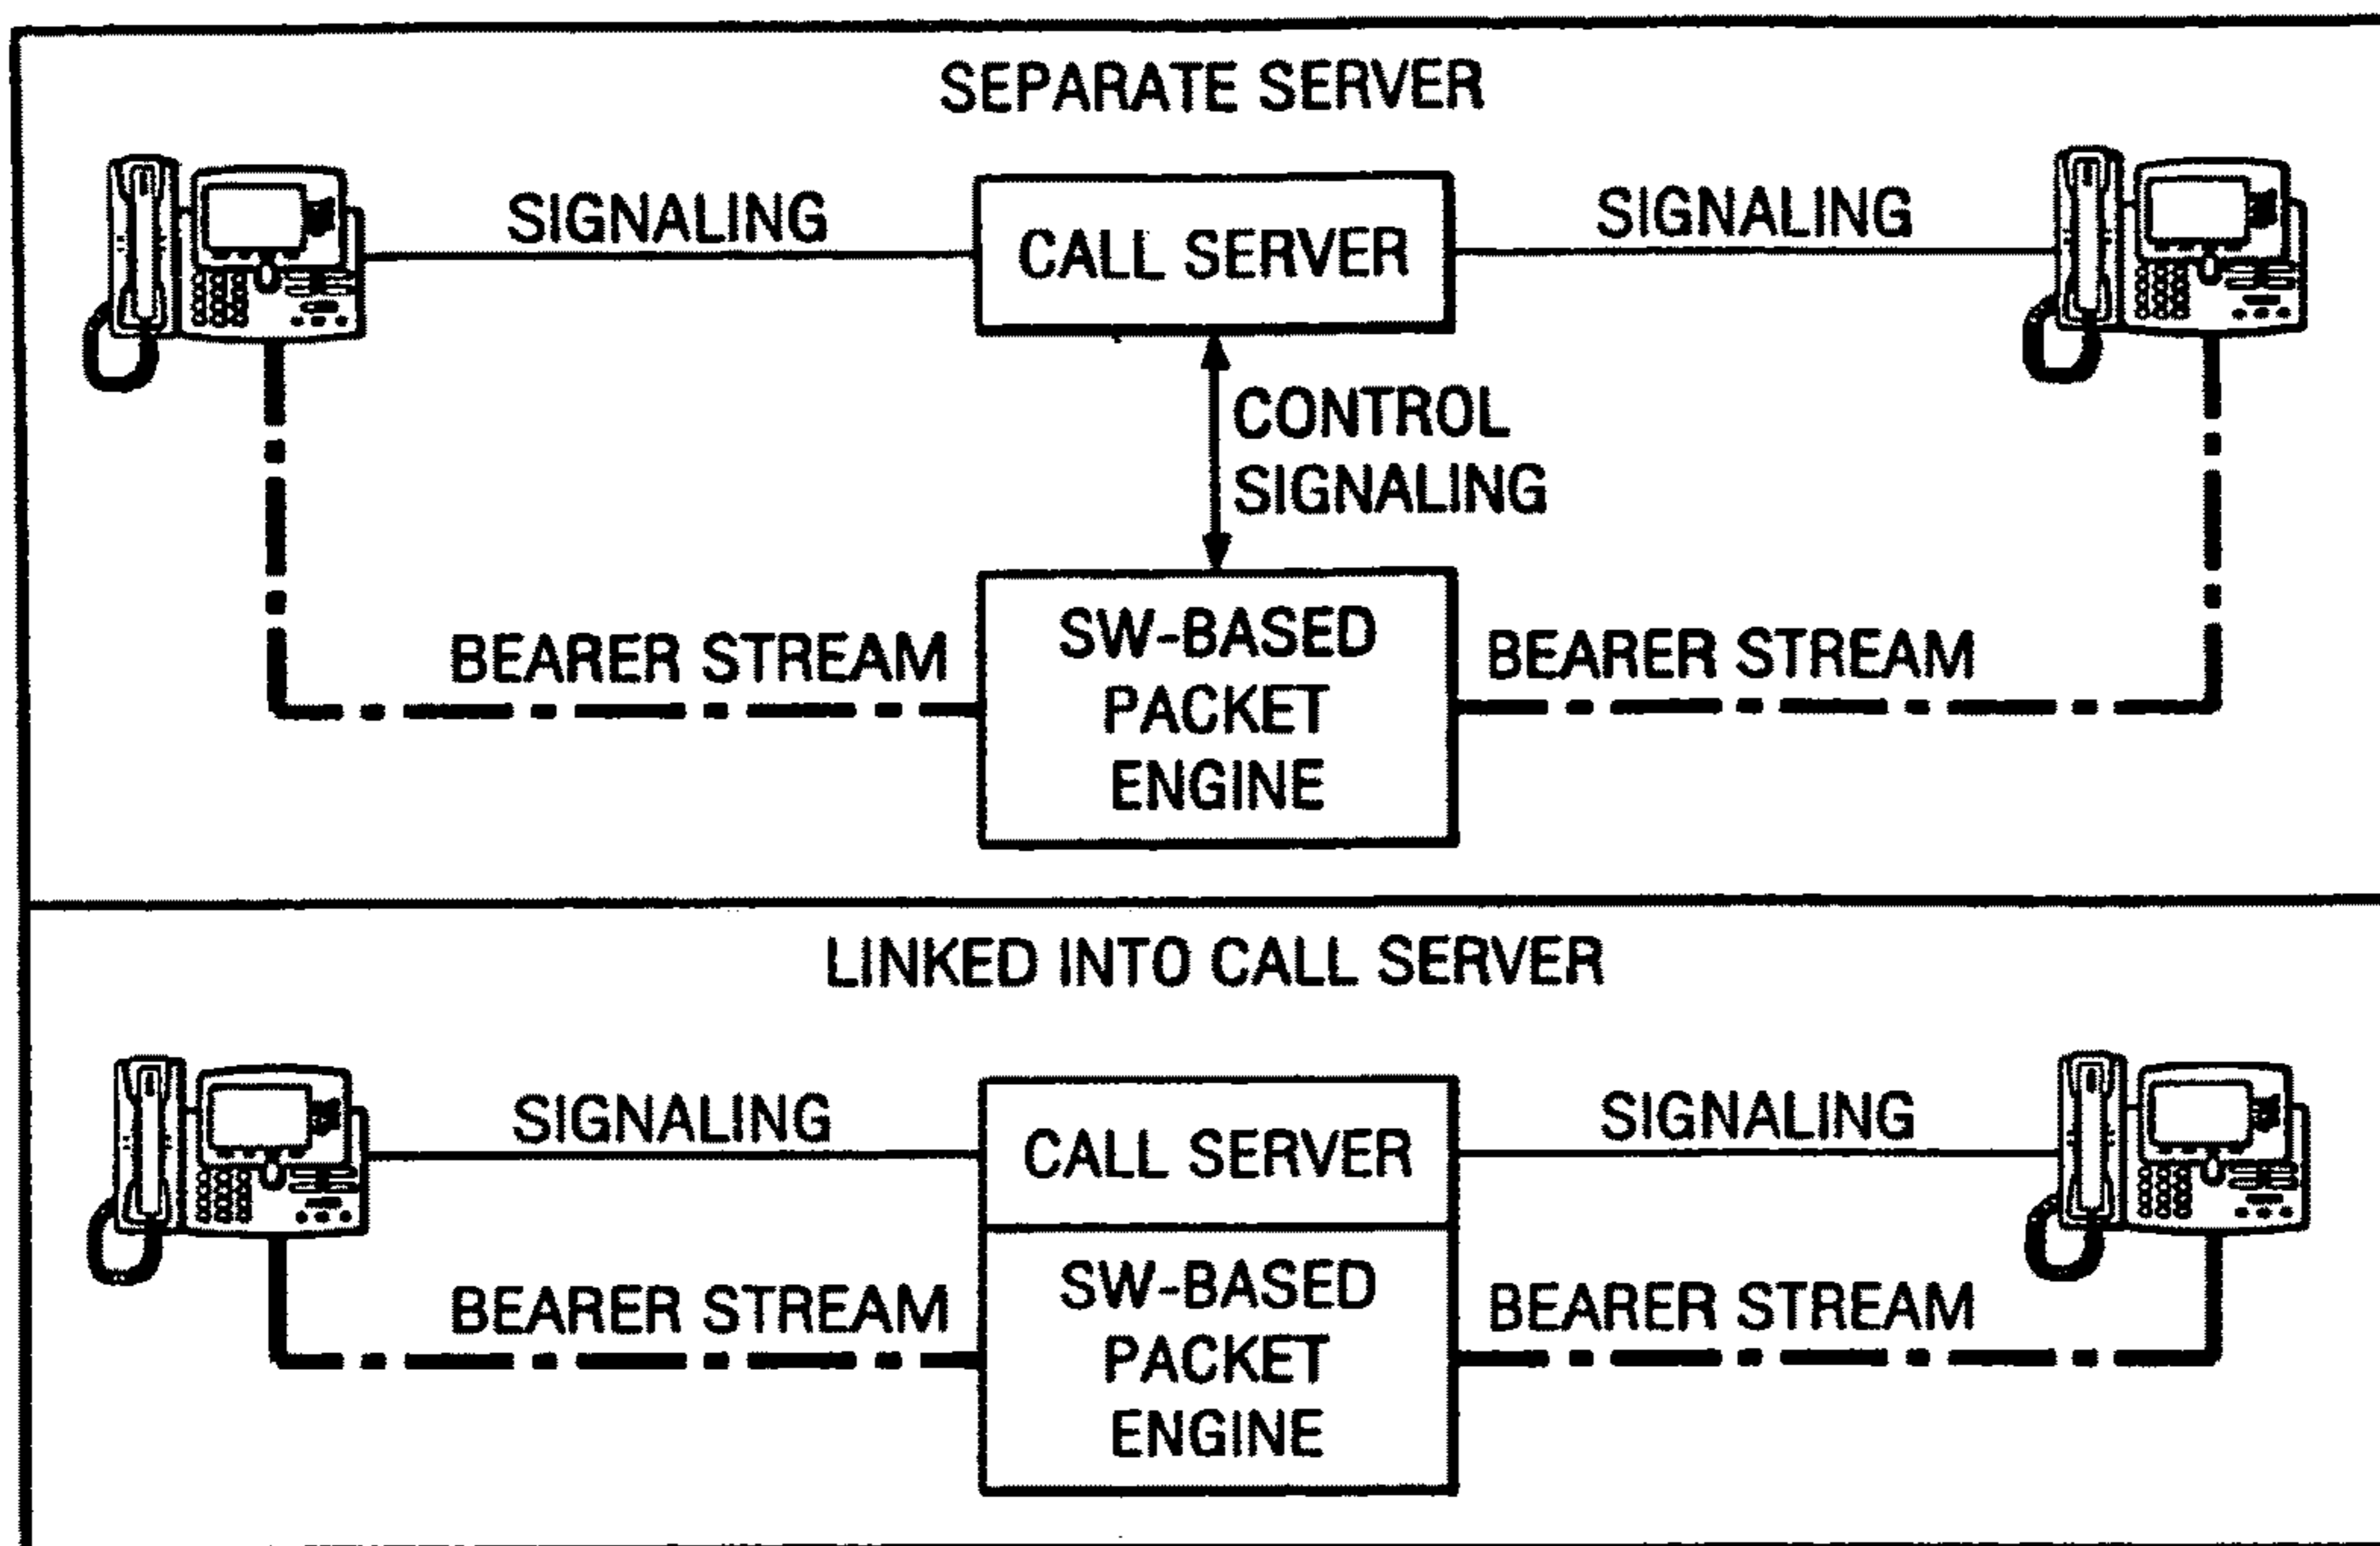 SEPARATE SERVER
SIGNALING
CALL SERVER
SIGNALING
CONTROL
SIGNALING
BEARER STREAM
SW-BASED
PACKET
ENGINE
BEARER STREAM
LINKED INTO CALL SERVER
SIGNALING
CALL SERVER
SIGNALING
BEARER STREAM
SW-BASED
PACKET
ENGINE
BEARER STREAM